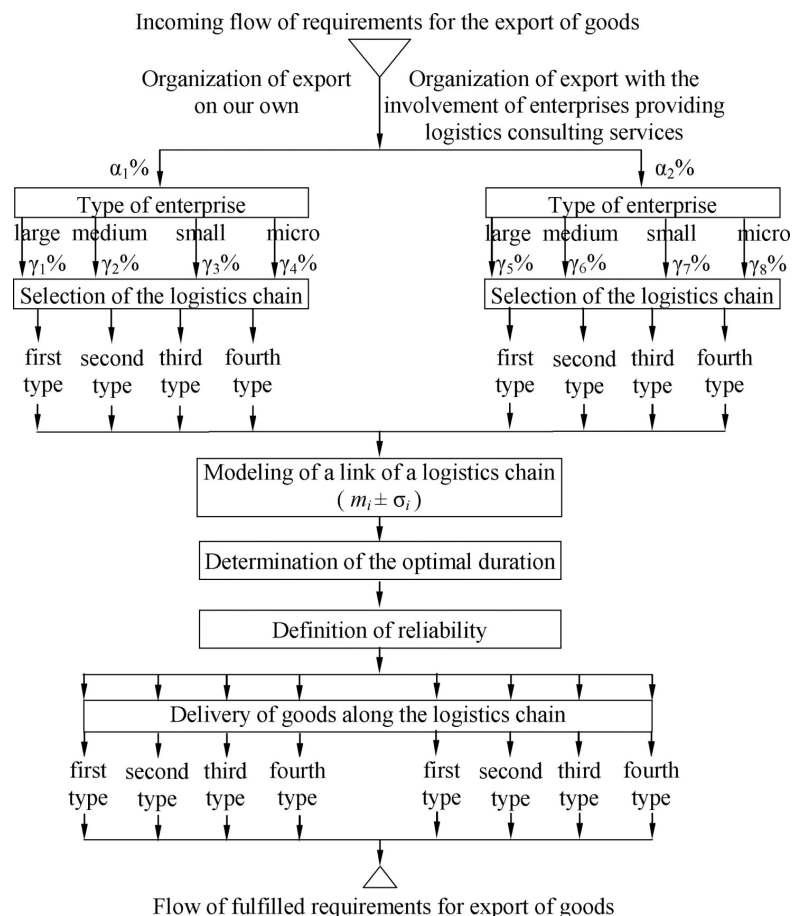 Incoming flow of requirements for the export of goods
Organization of export
on our own
Organization of export with the
involvement of enterprises providing
logistics consulting services
α₁%
α₂%
Type of enterprise
Type of enterprise
large medium small micro
large medium small micro
γ₁% γ₂% γ₃% γ₄%
γ₅% γ₆% γ₇% γ₈%
Selection of the logistics chain
Selection of the logistics chain
first second third fourth
type type type type
first second third fourth
type type type type
Modeling of a link of a logistics chain
( mᵢ ± σᵢ )
Determination of the optimal duration
Definition of reliability
Delivery of goods along the logistics chain
first second third fourth
type type type type
first second third fourth
type type type type
Flow of fulfilled requirements for export of goods